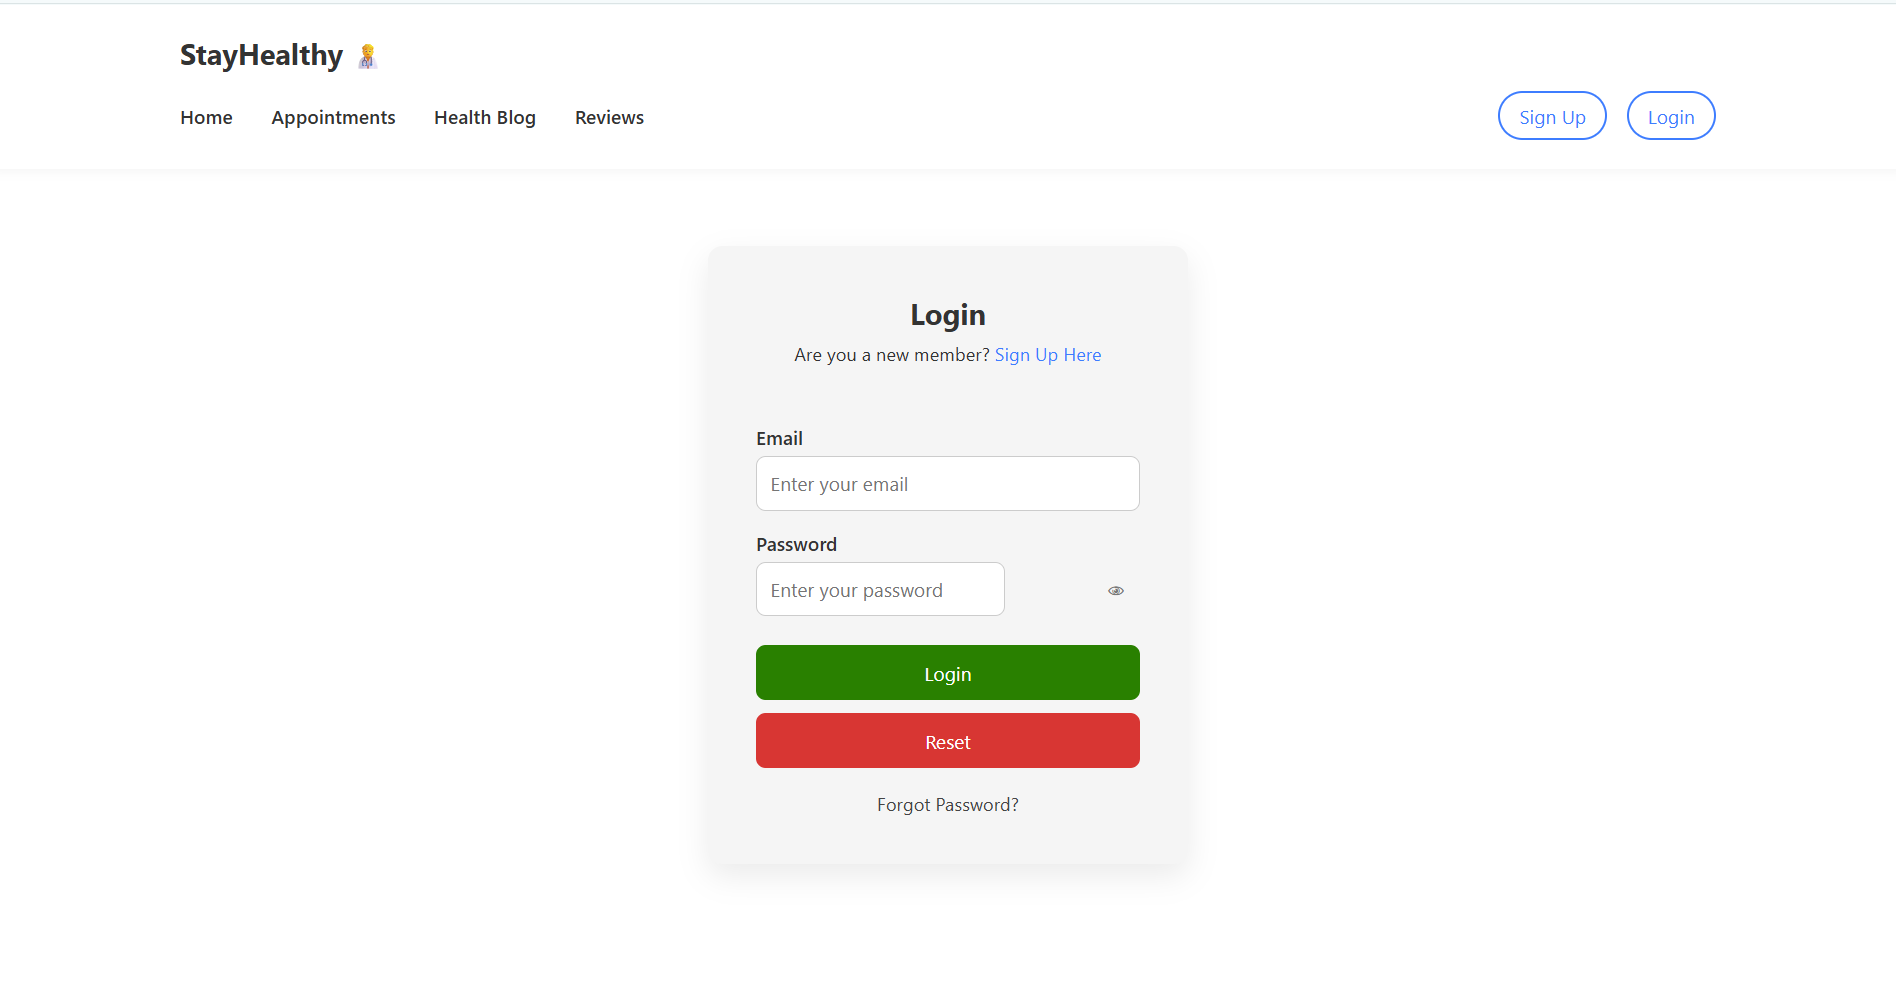 StayHealthy
Home Appointments Health Blog Reviews Sign Up Login
Login
Are you a new member? Sign Up Here
Email
Enter your email
Password
Enter your password
Login
Reset
Forgot Password?